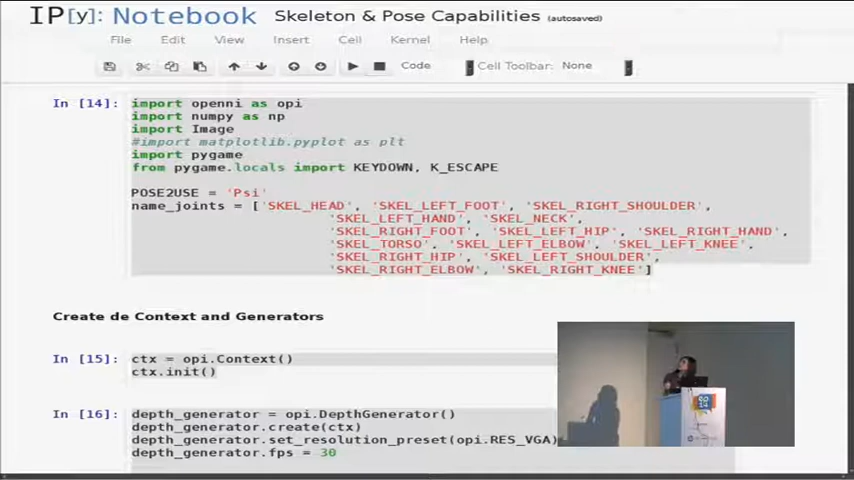 IP[y]: Notebook Skeleton & Pose Capabilities (autosaved)
File Edit View Insert Cell Kernel Help
Code Cell Toolbar: None
In [14]: import openni as opi
import numpy as np
import Image
#import matplotlib.pyplot as plt
import pygame
from pygame.locals import KEYDOWN, K_ESCAPE
POSE2USE = 'Psi'
name_joints = ['SKEL_HEAD', 'SKEL_LEFT_FOOT', 'SKEL_RIGHT_SHOULDER',
'SKEL_LEFT_HAND', 'SKEL_NECK',
'SKEL_RIGHT_FOOT', 'SKEL_LEFT_HIP', 'SKEL_RIGHT_HAND',
'SKEL_TORSO', 'SKEL_LEFT_ELBOW', 'SKEL_LEFT_KNEE',
'SKEL_RIGHT_HIP', 'SKEL_LEFT_SHOULDER',
'SKEL_RIGHT_ELBOW', 'SKEL_RIGHT_KNEE']
Create de Context and Generators
In [15]: ctx = opi.Context()
ctx.init()
In [16]: depth_generator = opi.DepthGenerator()
depth_generator.create(ctx)
depth_generator.set_resolution_preset(opi.RES_VGA)
depth_generator.fps = 30